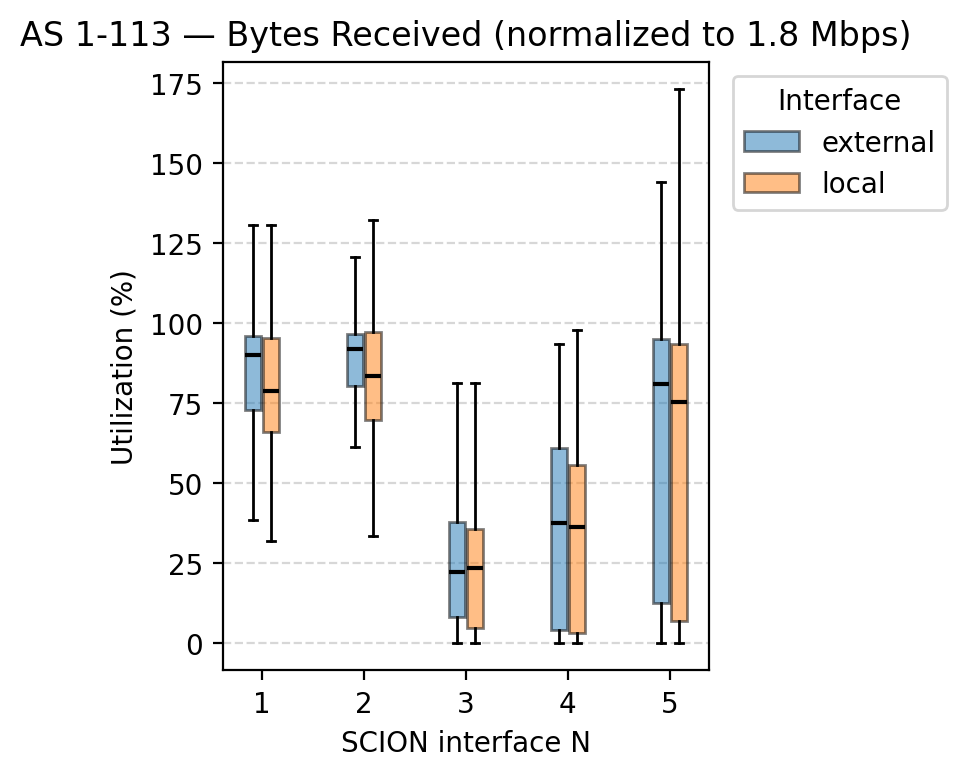 AS 1-113 — Bytes Received (normalized to 1.8 Mbps)
175
150
125
100
75
50
25
0
Utilization (%)
1 2 3 4 5
SCION interface N
Interface
external
local